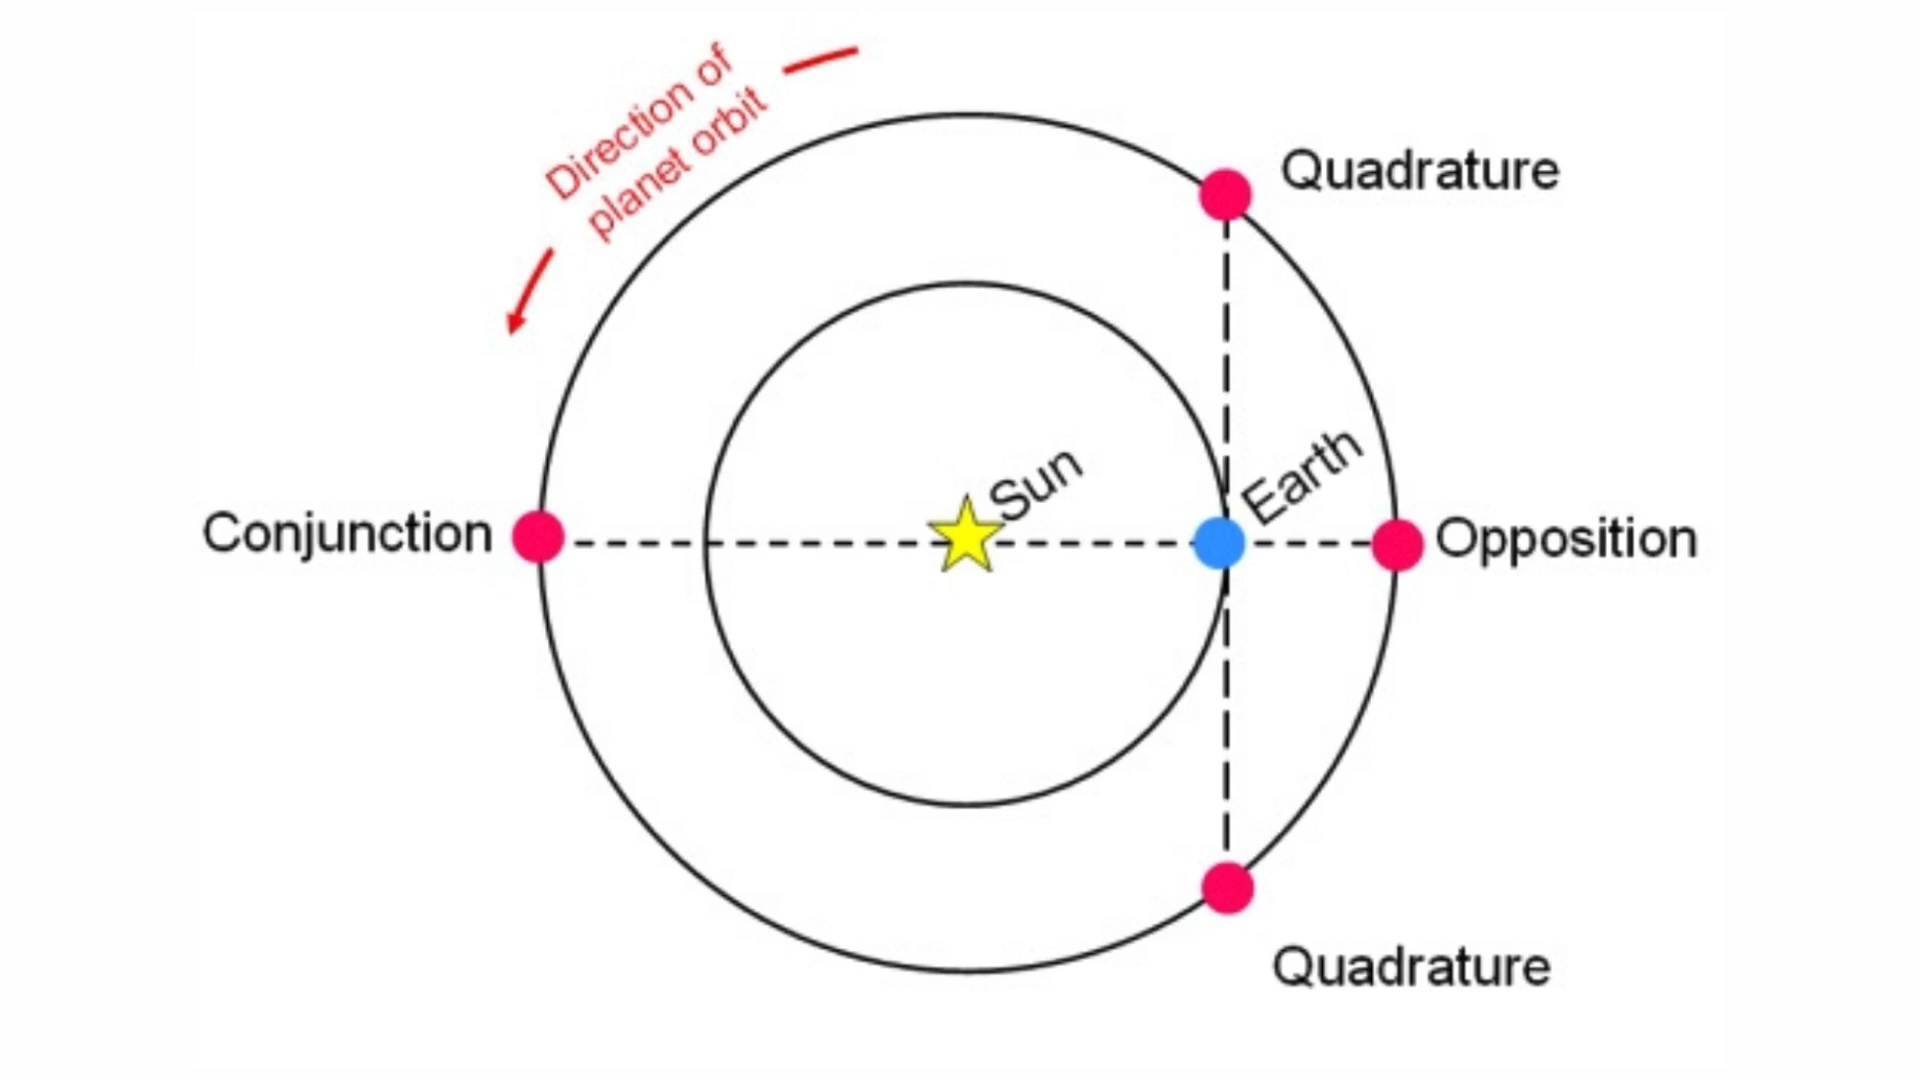 Direction of
planet orbit
Quadrature
Sun
Earth
Conjunction
Opposition
Quadrature